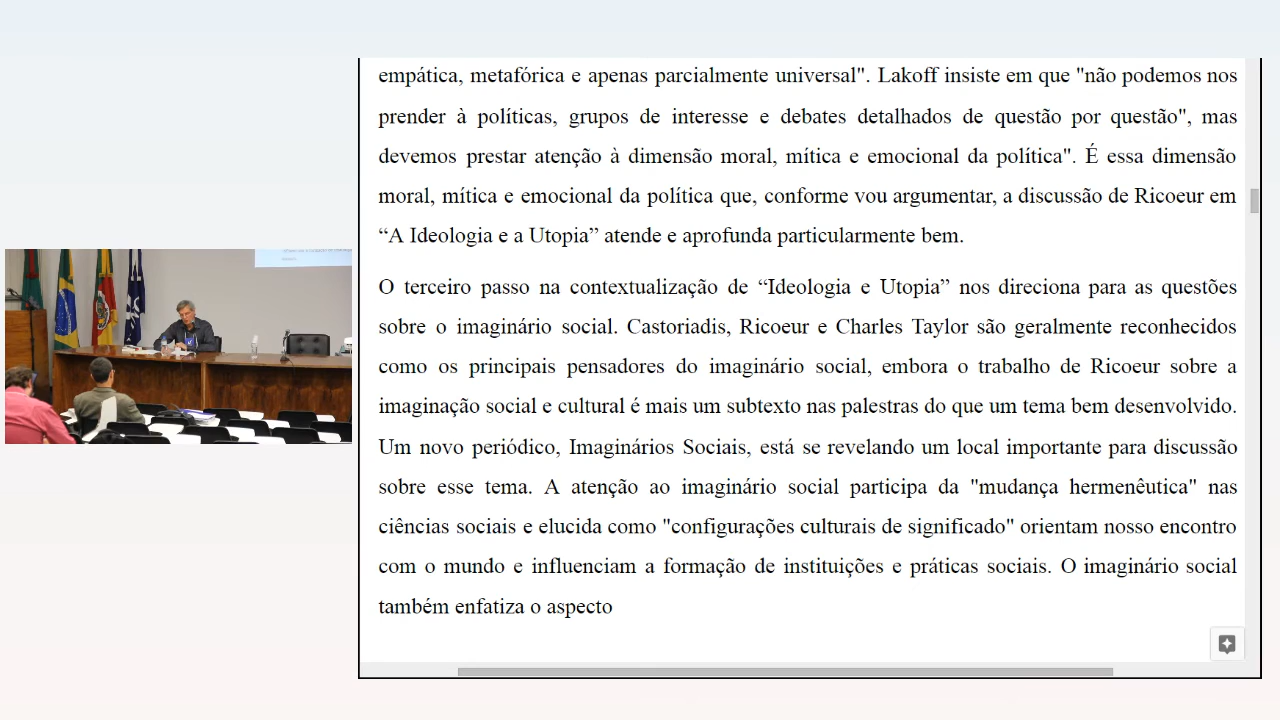 empática, metafórica e apenas parcialmente universal". Lakoff insiste em que "não podemos nos
prender à políticas, grupos de interesse e debates detalhados de questão por questão", mas
devemos prestar atenção à dimensão moral, mítica e emocional da política". É essa dimensão
moral, mítica e emocional da política que, conforme vou argumentar, a discussão de Ricoeur em
“A Ideologia e a Utopia” atende e aprofunda particularmente bem.
O terceiro passo na contextualização de “Ideologia e Utopia” nos direciona para as questões
sobre o imaginário social. Castoriadis, Ricoeur e Charles Taylor são geralmente reconhecidos
como os principais pensadores do imaginário social, embora o trabalho de Ricoeur sobre a
imaginação social e cultural é mais um subtexto nas palestras do que um tema bem desenvolvido.
Um novo periódico, Imaginários Sociais, está se revelando um local importante para discussão
sobre esse tema. A atenção ao imaginário social participa da "mudança hermenêutica" nas
ciências sociais e elucida como "configurações culturais de significado" orientam nosso encontro
com o mundo e influenciam a formação de instituições e práticas sociais. O imaginário social
também enfatiza o aspecto